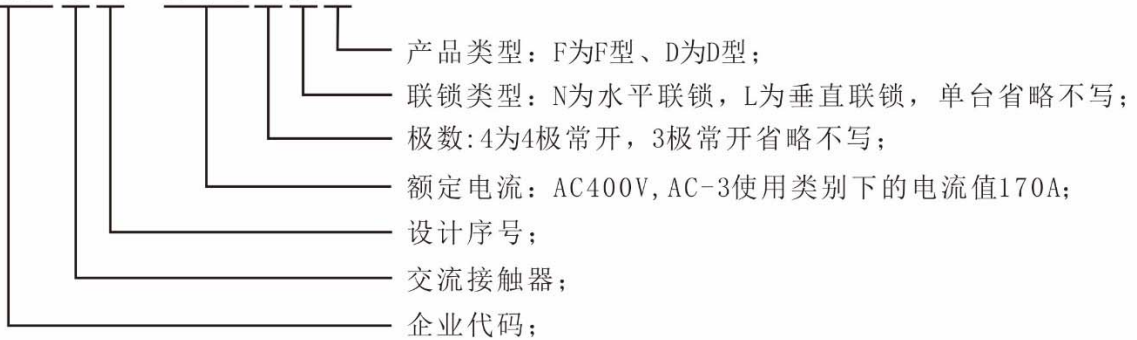 产品类型：F为F型、D为D型；
联锁类型：N为水平联锁，L为垂直联锁，单台省略不写；
极数:4为4极常开，3极常开省略不写；
额定电流：AC400V,AC-3使用类别下的电流值170A；
设计序号；
交流接触器；
企业代码；